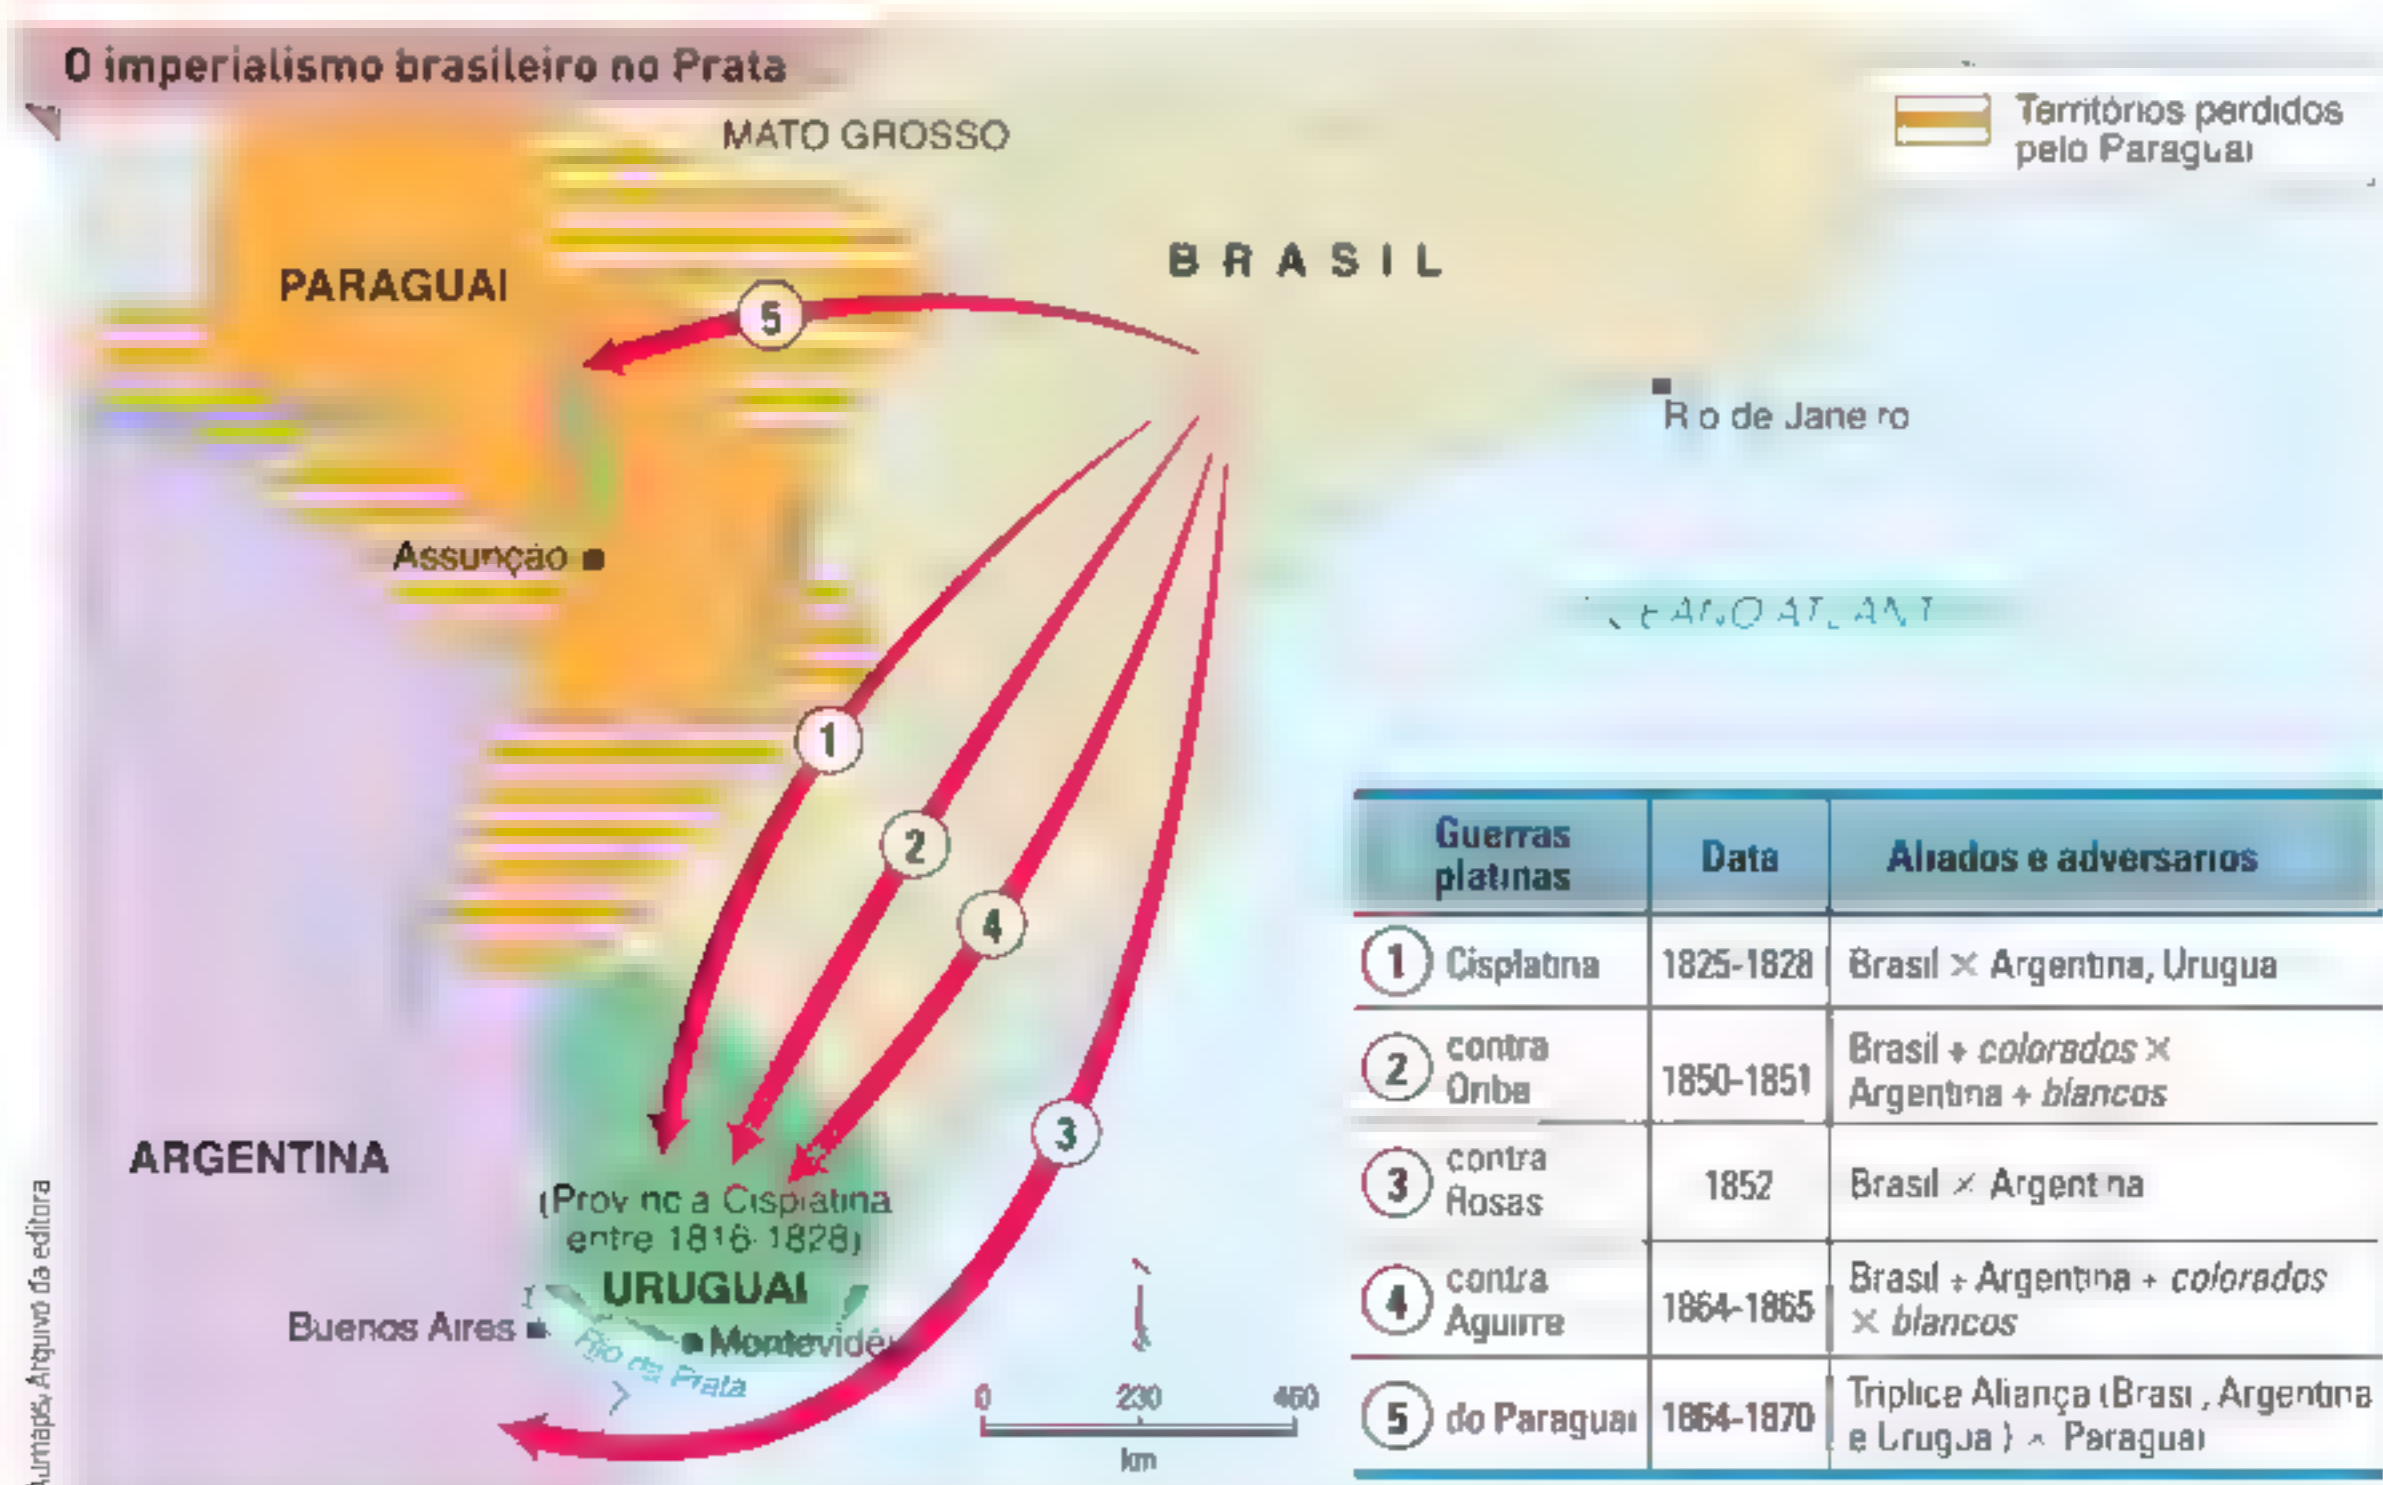 O imperialismo brasileiro no Prata
Territórios perdidos
pelo Paraguai
MATO GROSSO
BRASIL
PARAGUAI
5
Rio de Janeiro
Assunção
1
2
4
3
ARGENTINA
(Província Cisplatina
entre 1816-1828)
URUGUAI
Buenos Aires
Montevidéu
Rio da Prata
0 230 460
km
Guerras
platinas
Data
Aliados e adversários
1 Cisplatina 1825-1828 Brasil × Argentina, Uruguai
2 contra
Oribe
1850-1851
Brasil + colorados ×
Argentina + blancos
3 contra
Rosas
1852
Brasil × Argentina
4 contra
Aguirre
1864-1865
Brasil + Argentina + colorados
× blancos
5 do Paraguai 1864-1870
Tríplice Aliança (Brasil, Argentina
e Uruguai) × Paraguai
Arquivo da editora